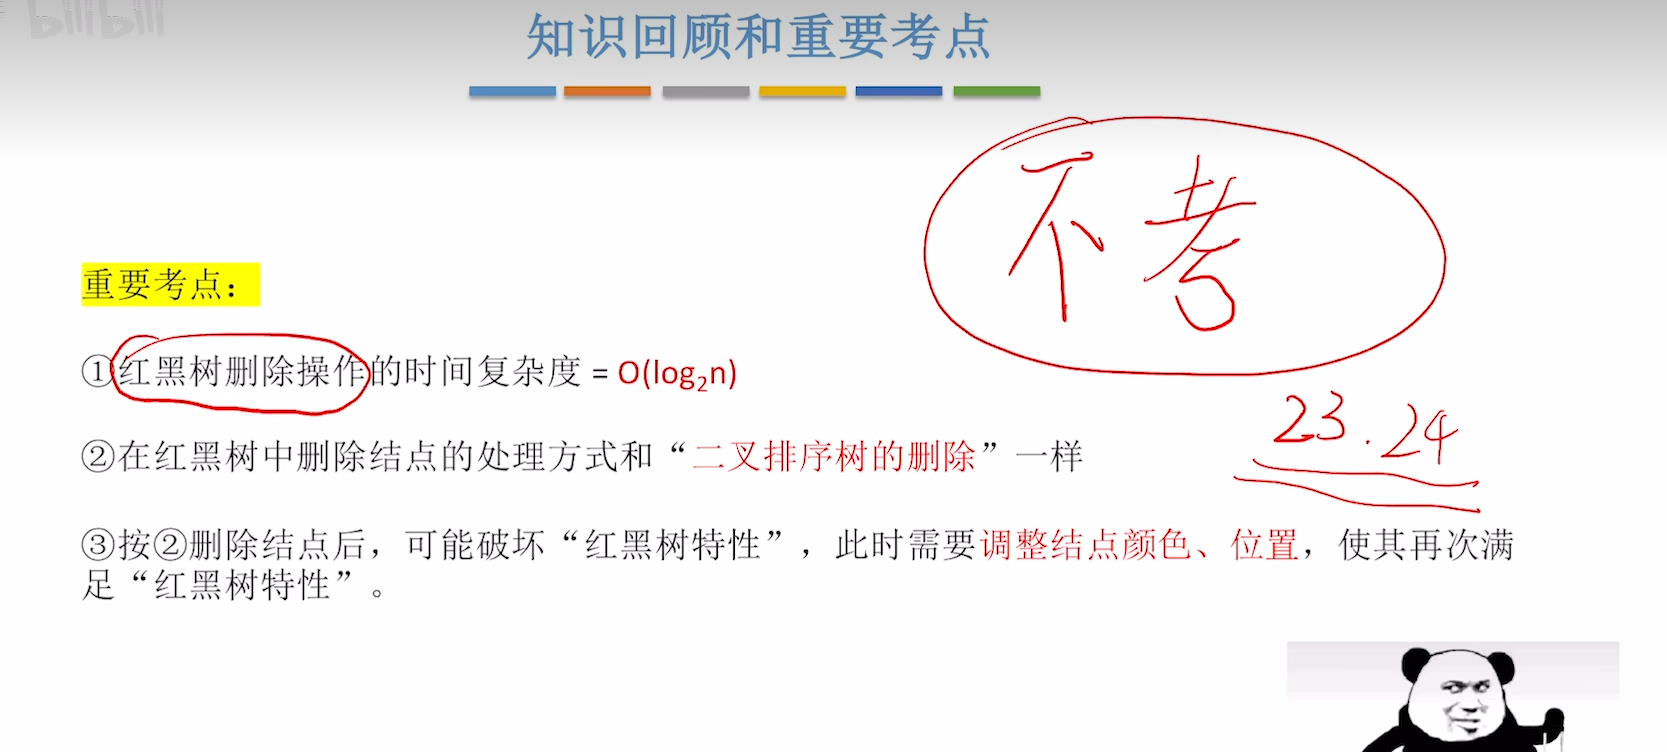 bilibili
知识回顾和重要考点
不考
重要考点：
①红黑树删除操作的时间复杂度 = O(log₂n)
23.24
②在红黑树中删除结点的处理方式和“二叉排序树的删除”一样
③按②删除结点后，可能破坏“红黑树特性”，此时需要调整结点颜色、位置，使其再次满
足“红黑树特性”。